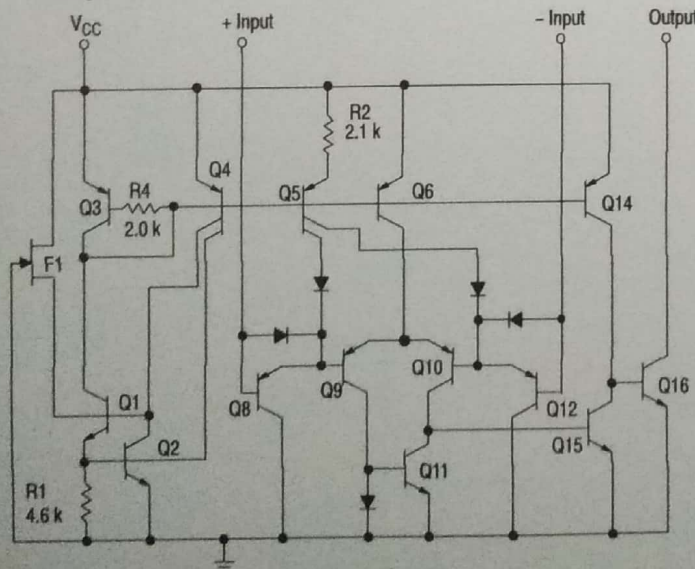 V_CC
+ Input
– Input
Output
R2
2.1 k
Q4
Q3
R4
2.0 k
Q5
Q6
Q14
F1
Q1
Q2
Q8
Q9
Q10
Q12
Q16
Q15
Q11
R1
4.6 k